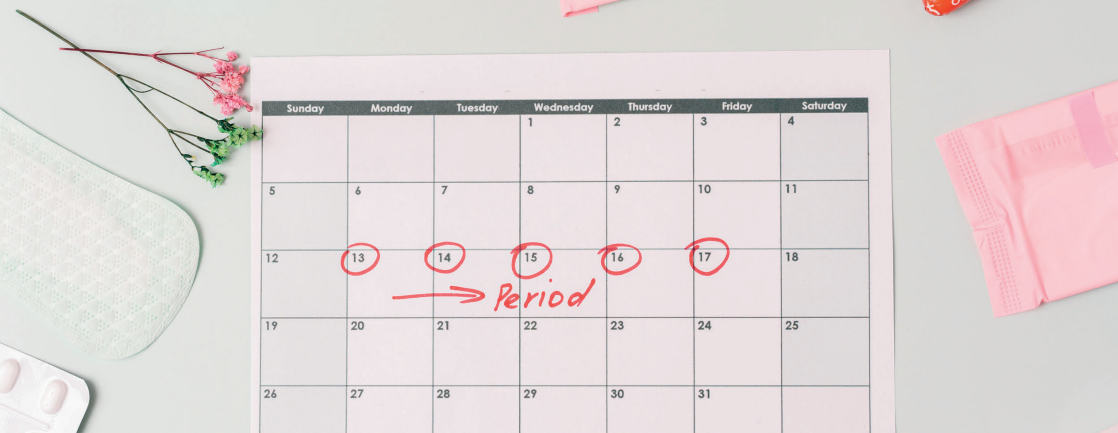 Sunday Monday Tuesday Wednesday Thursday Friday Saturday
1 2 3 4
5 6 7 8 9 10 11
12 13 14 15 16 17 18
Period
19 20 21 22 23 24 25
26 27 28 29 30 31